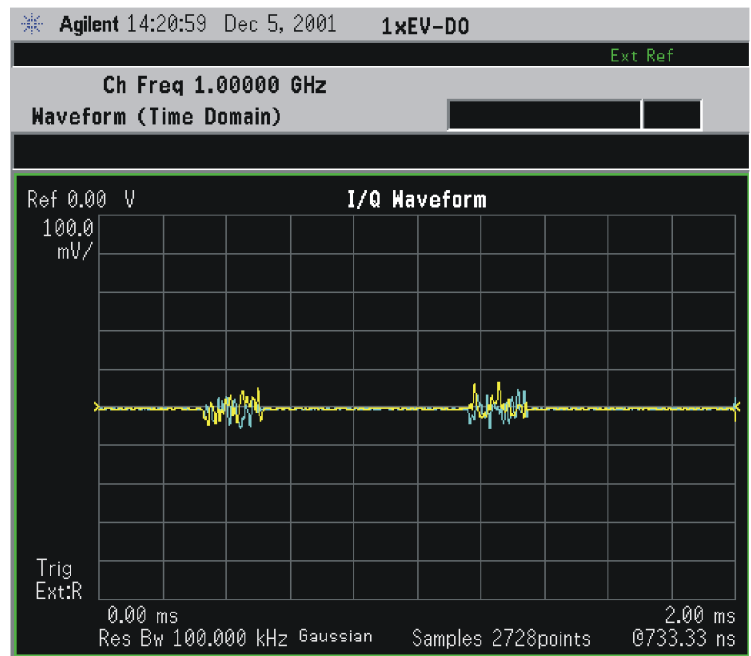 Agilent 14:20:59 Dec 5, 2001 1xEV-DO
Ext Ref
Ch Freq 1.00000 GHz
Waveform (Time Domain)
Ref 0.00 V I/Q Waveform
100.0
mV/
Trig
Ext:R
0.00 ms 2.00 ms
Res Bw 100.000 kHz Gaussian Samples 2728points @733.33 ns